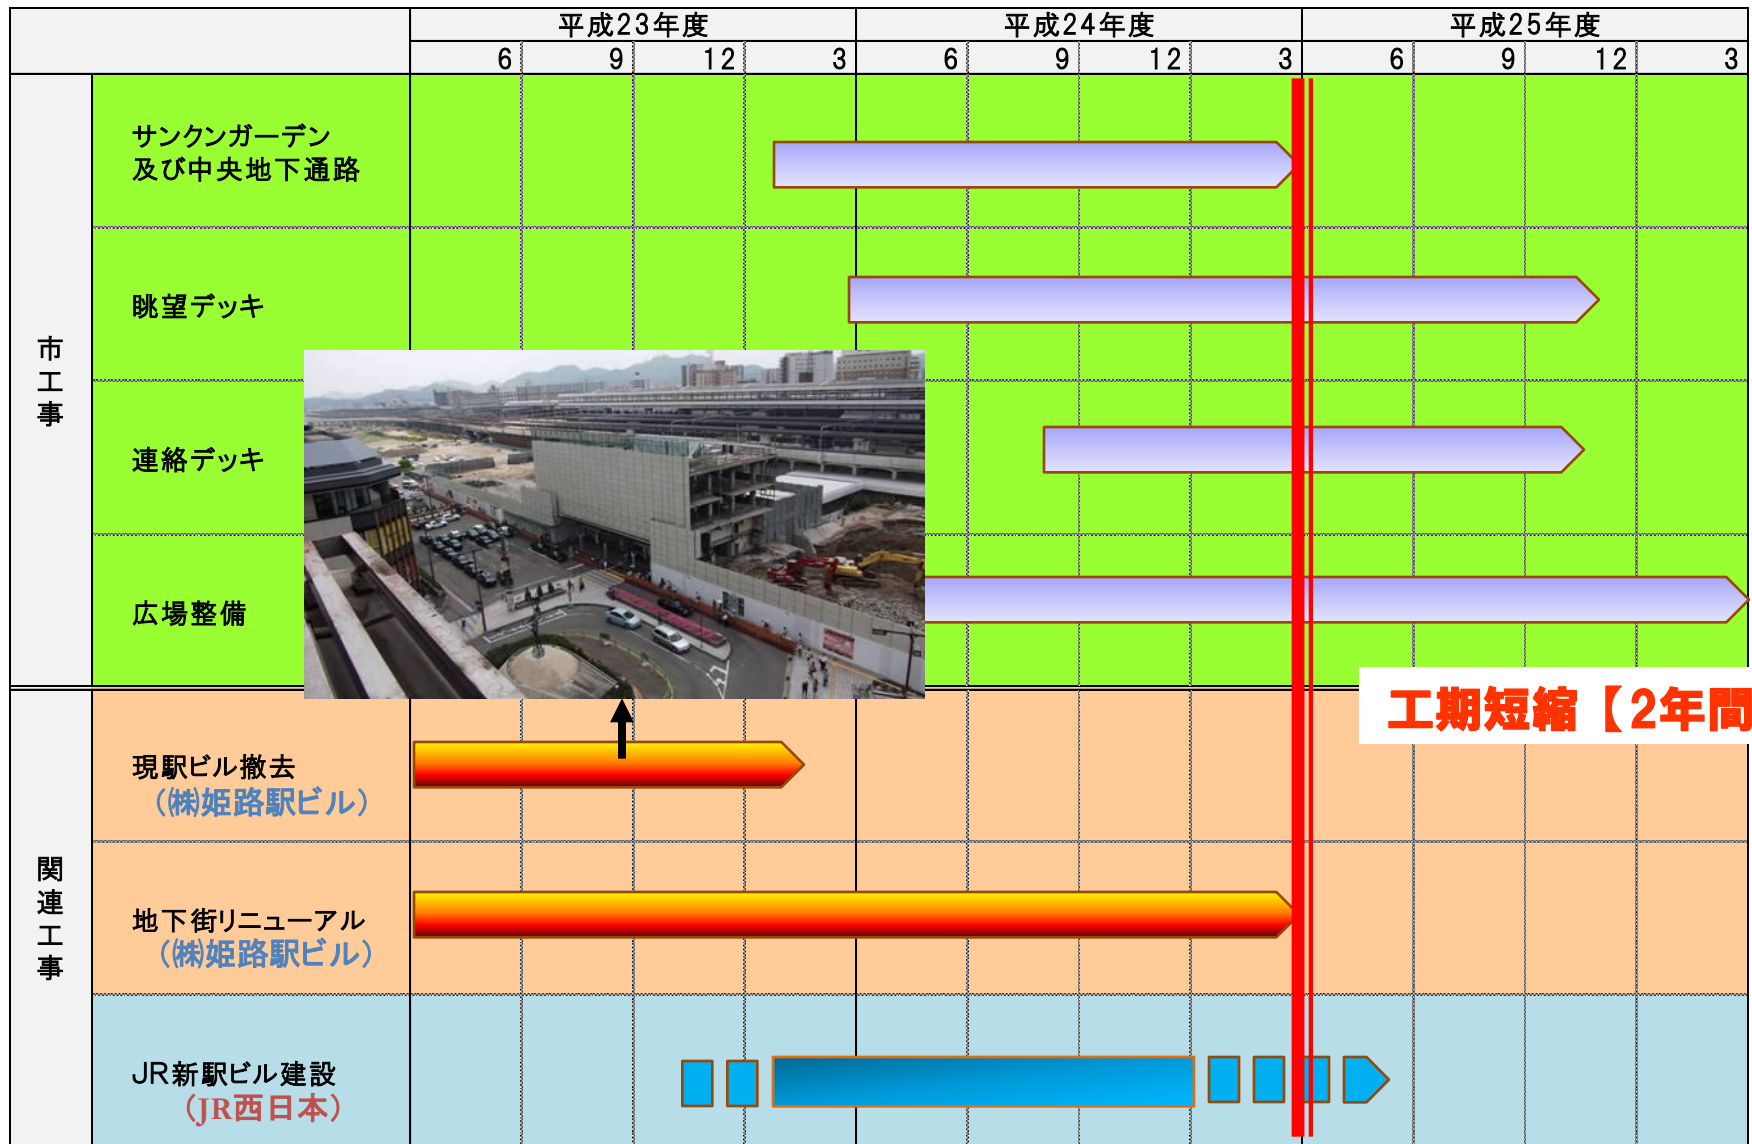 平成23年度 平成24年度 平成25年度
6 9 12 3 6 9 12 3 6 9 12 3
市工事
サンクンガーデン
及び中央地下通路
眺望デッキ
連絡デッキ
広場整備
工期短縮【2年間
関連工事
現駅ビル撤去
（㈱姫路駅ビル）
地下街リニューアル
（㈱姫路駅ビル）
JR新駅ビル建設
（JR西日本）